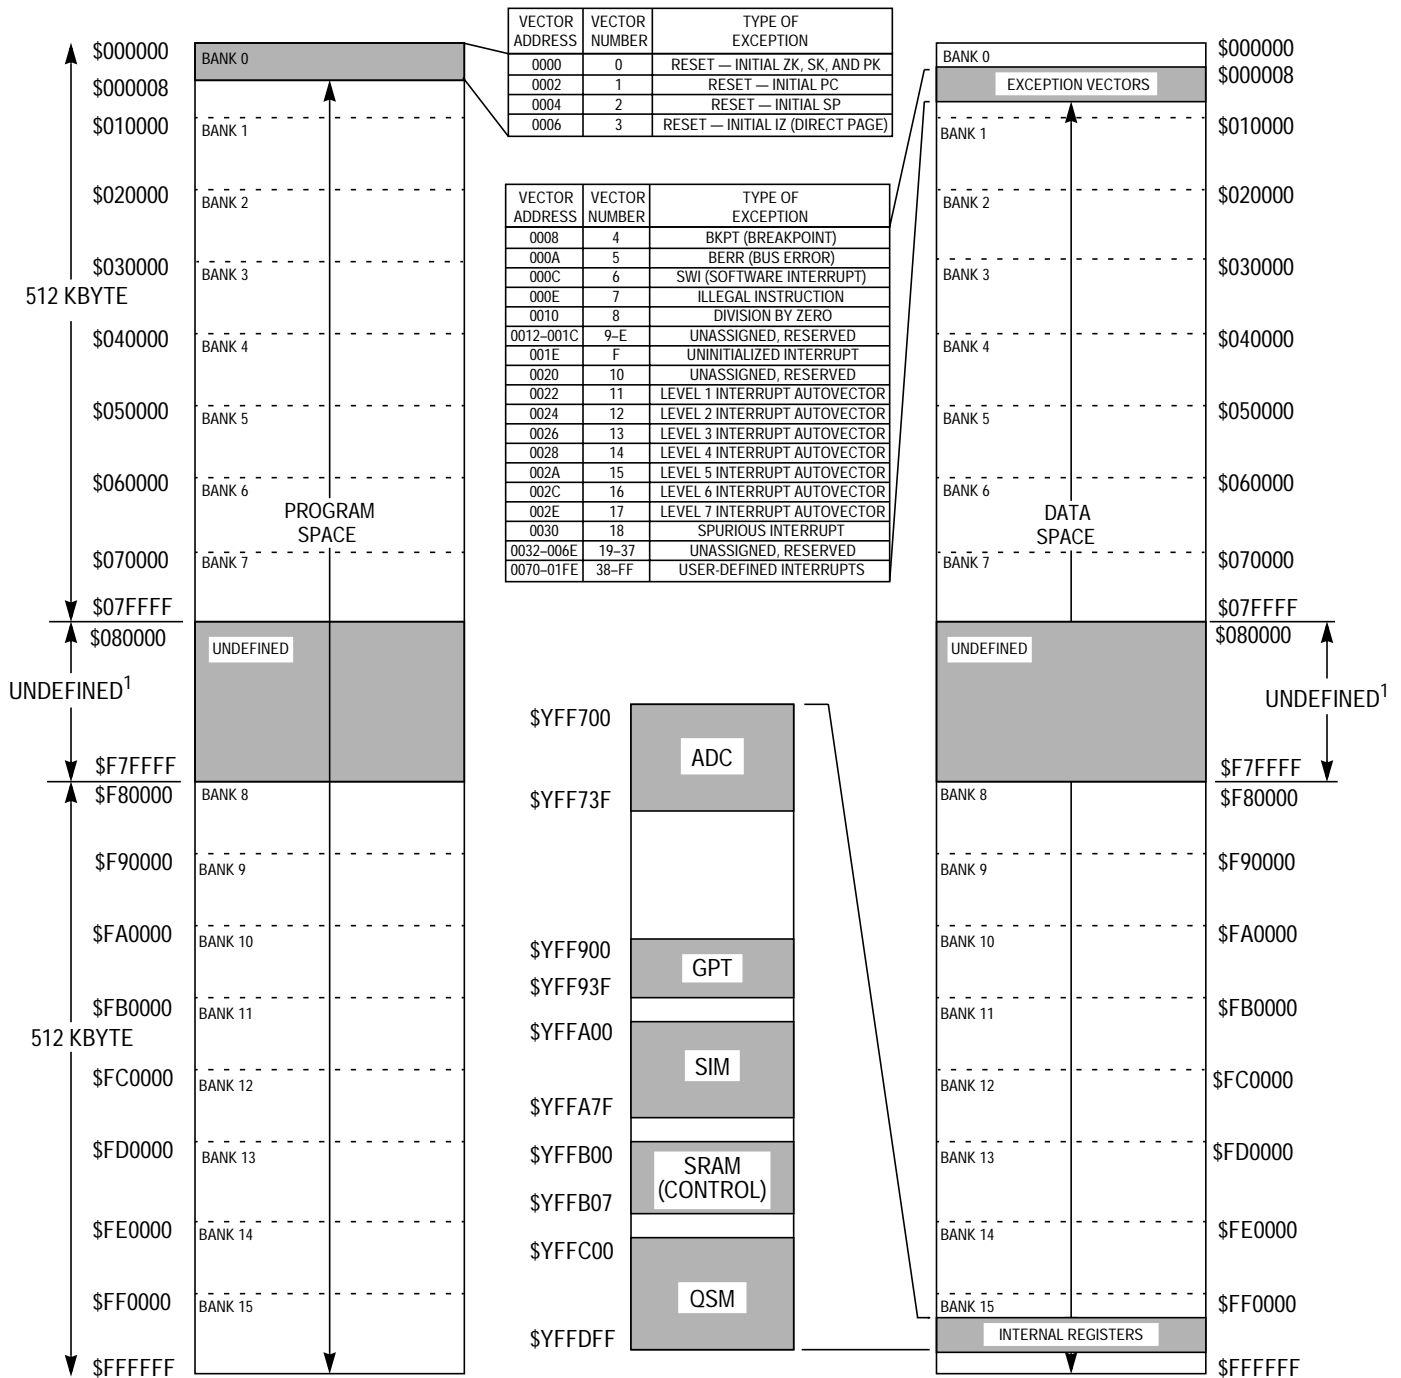 VECTOR ADDRESS VECTOR NUMBER TYPE OF EXCEPTION
0000 0 RESET — INITIAL ZK, SK, AND PK
0002 1 RESET — INITIAL PC
0004 2 RESET — INITIAL SP
0006 3 RESET — INITIAL IZ (DIRECT PAGE)
VECTOR ADDRESS VECTOR NUMBER TYPE OF EXCEPTION
0008 4 BKPT (BREAKPOINT)
000A 5 BERR (BUS ERROR)
000C 6 SWI (SOFTWARE INTERRUPT)
000E 7 ILLEGAL INSTRUCTION
0010 8 DIVISION BY ZERO
0012–001C 9–E UNASSIGNED, RESERVED
001E F UNINITIALIZED INTERRUPT
0020 10 UNASSIGNED, RESERVED
0022 11 LEVEL 1 INTERRUPT AUTOVECTOR
0024 12 LEVEL 2 INTERRUPT AUTOVECTOR
0026 13 LEVEL 3 INTERRUPT AUTOVECTOR
0028 14 LEVEL 4 INTERRUPT AUTOVECTOR
002A 15 LEVEL 5 INTERRUPT AUTOVECTOR
002C 16 LEVEL 6 INTERRUPT AUTOVECTOR
002E 17 LEVEL 7 INTERRUPT AUTOVECTOR
0030 18 SPURIOUS INTERRUPT
0032–006E 19–37 UNASSIGNED, RESERVED
0070–01FE 38–FF USER-DEFINED INTERRUPTS
512 KBYTE
UNDEFINED1
512 KBYTE
$000000 BANK 0
$000008
$010000 BANK 1
$020000 BANK 2
$030000 BANK 3
$040000 BANK 4
$050000 BANK 5
$060000 BANK 6
PROGRAM
SPACE
$070000 BANK 7
$07FFFF
$080000 UNDEFINED
$F7FFFF
$F80000 BANK 8
$F90000 BANK 9
$FA0000 BANK 10
$FB0000 BANK 11
$FC0000 BANK 12
$FD0000 BANK 13
$FE0000 BANK 14
$FF0000 BANK 15
$FFFFFF
$YFF700
ADC
$YFF73F
$YFF900
GPT
$YFF93F
$YFFA00
SIM
$YFFA7F
$YFFB00
SRAM
(CONTROL)
$YFFB07
$YFFC00
QSM
$YFFDFF
BANK 0 $000000
EXCEPTION VECTORS $000008
BANK 1 $010000
BANK 2 $020000
BANK 3 $030000
BANK 4 $040000
BANK 5 $050000
BANK 6 $060000
DATA
SPACE
BANK 7 $070000
$07FFFF
UNDEFINED $080000
UNDEFINED1
$F7FFFF
BANK 8 $F80000
BANK 9 $F90000
BANK 10 $FA0000
BANK 11 $FB0000
BANK 12 $FC0000
BANK 13 $FD0000
BANK 14 $FE0000
BANK 15 $FF0000
INTERNAL REGISTERS
$FFFFFF